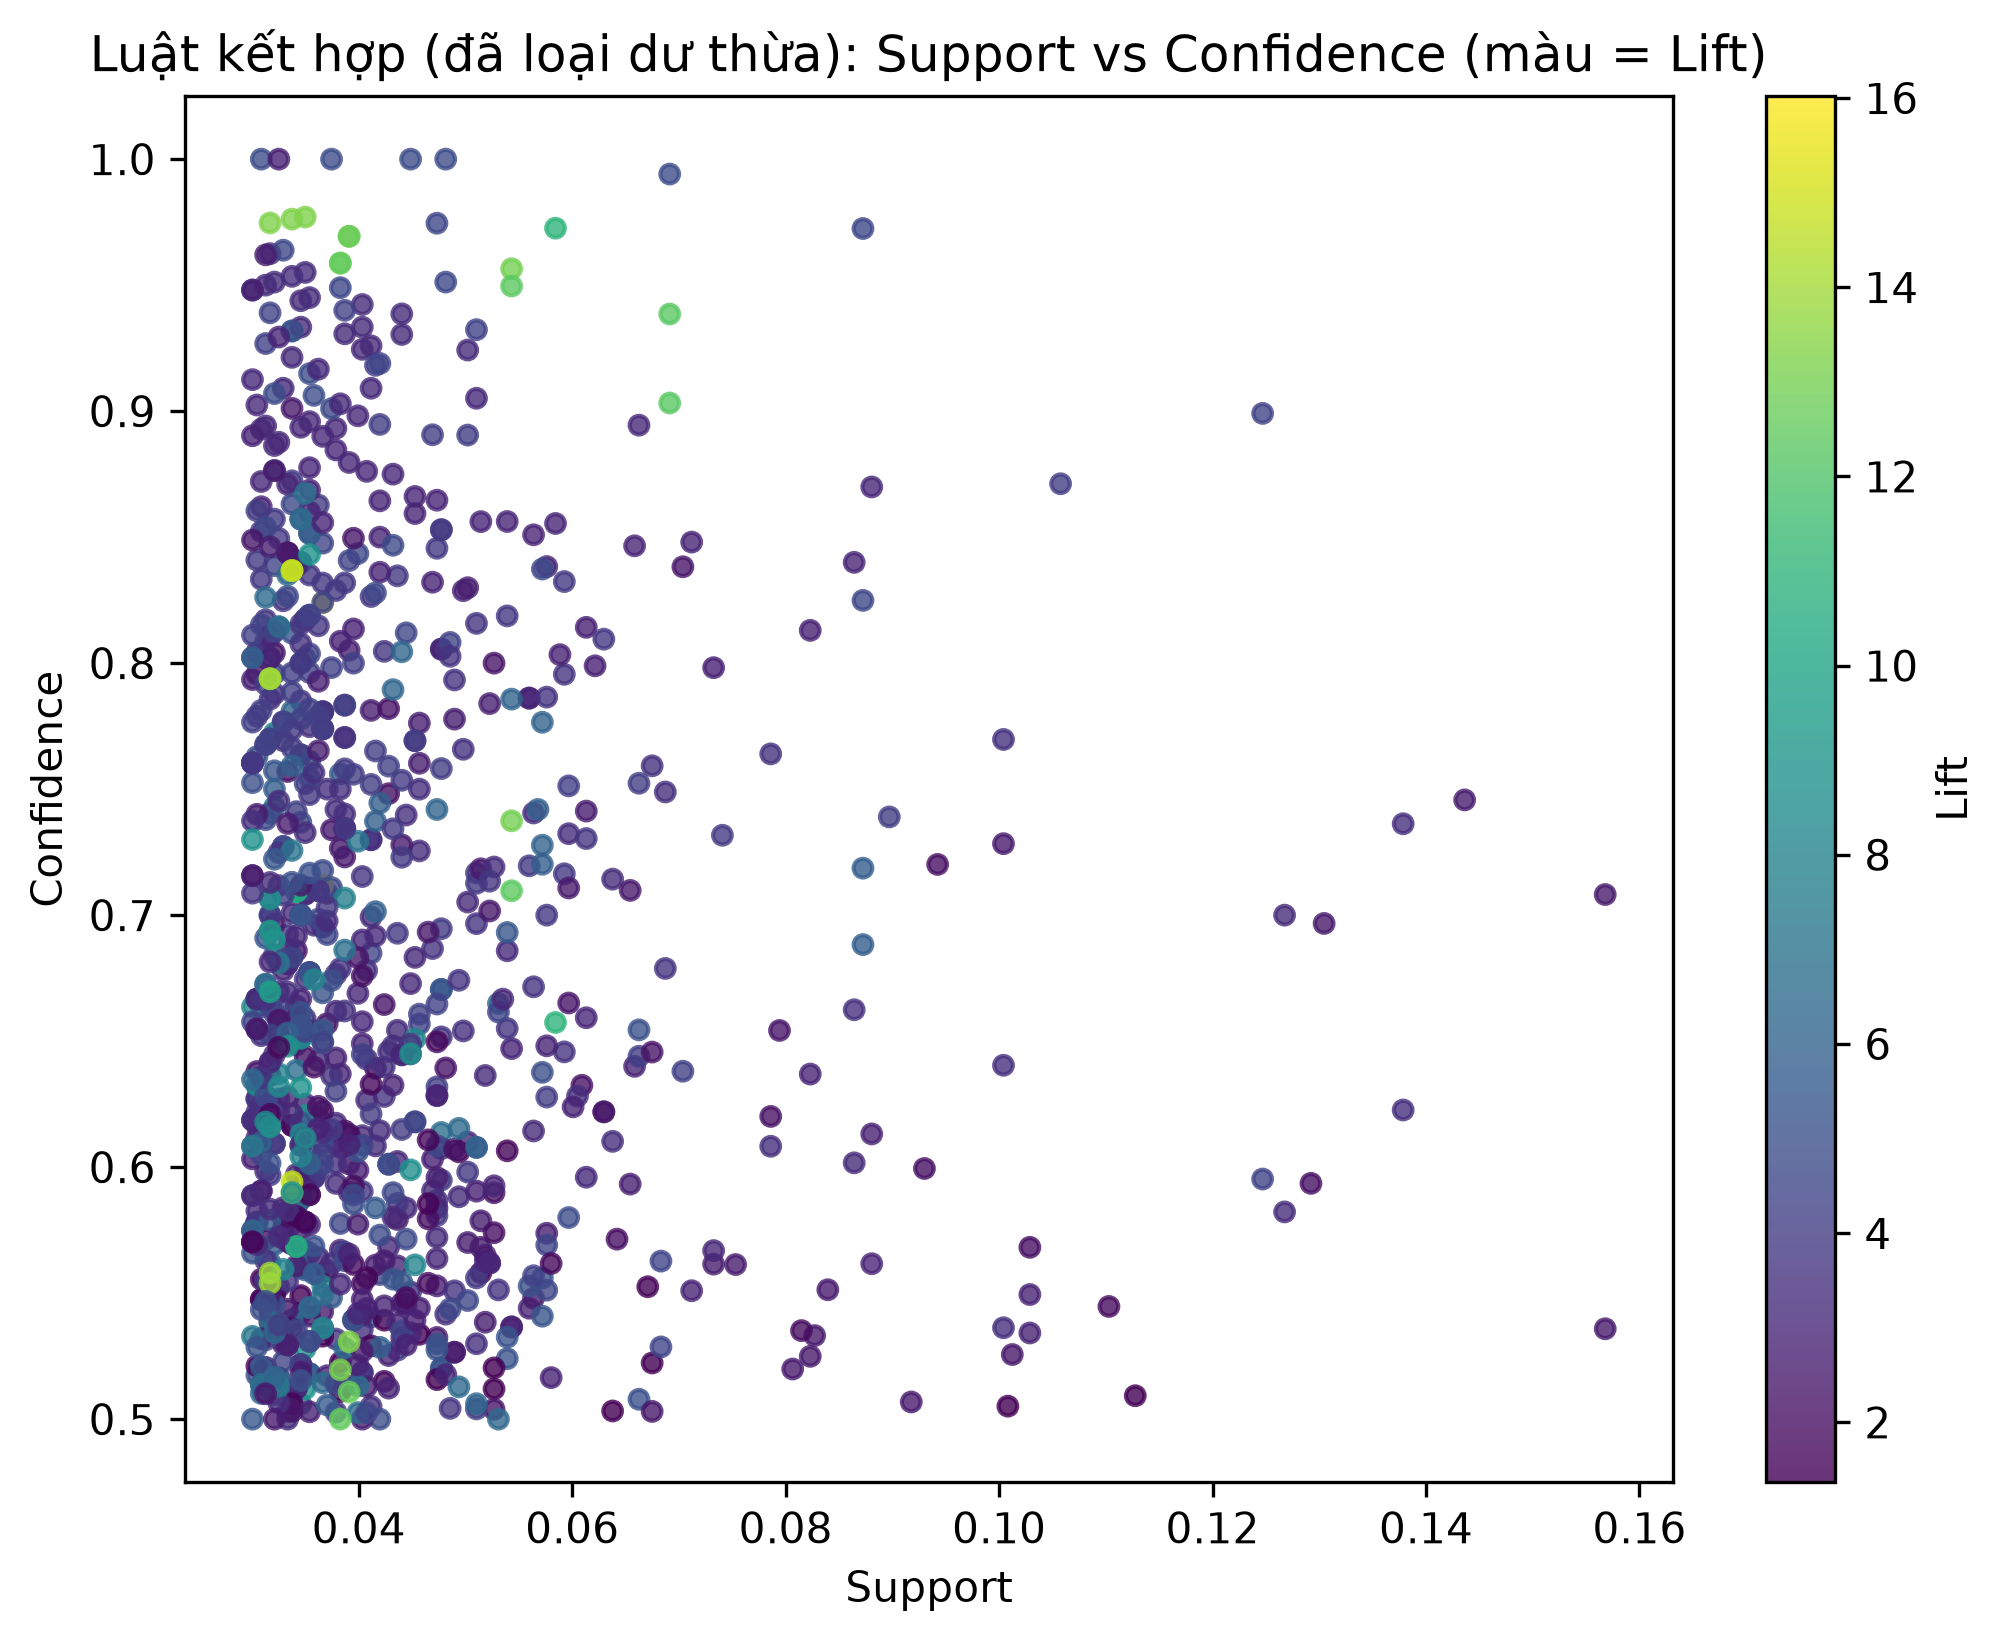 Luật kết hợp (đã loại dư thừa): Support vs Confidence (màu = Lift)
1.0
0.9
0.8
0.7
0.6
0.5
Confidence
0.04 0.06 0.08 0.10 0.12 0.14 0.16
Support
16
14
12
10
8
6
4
2
Lift